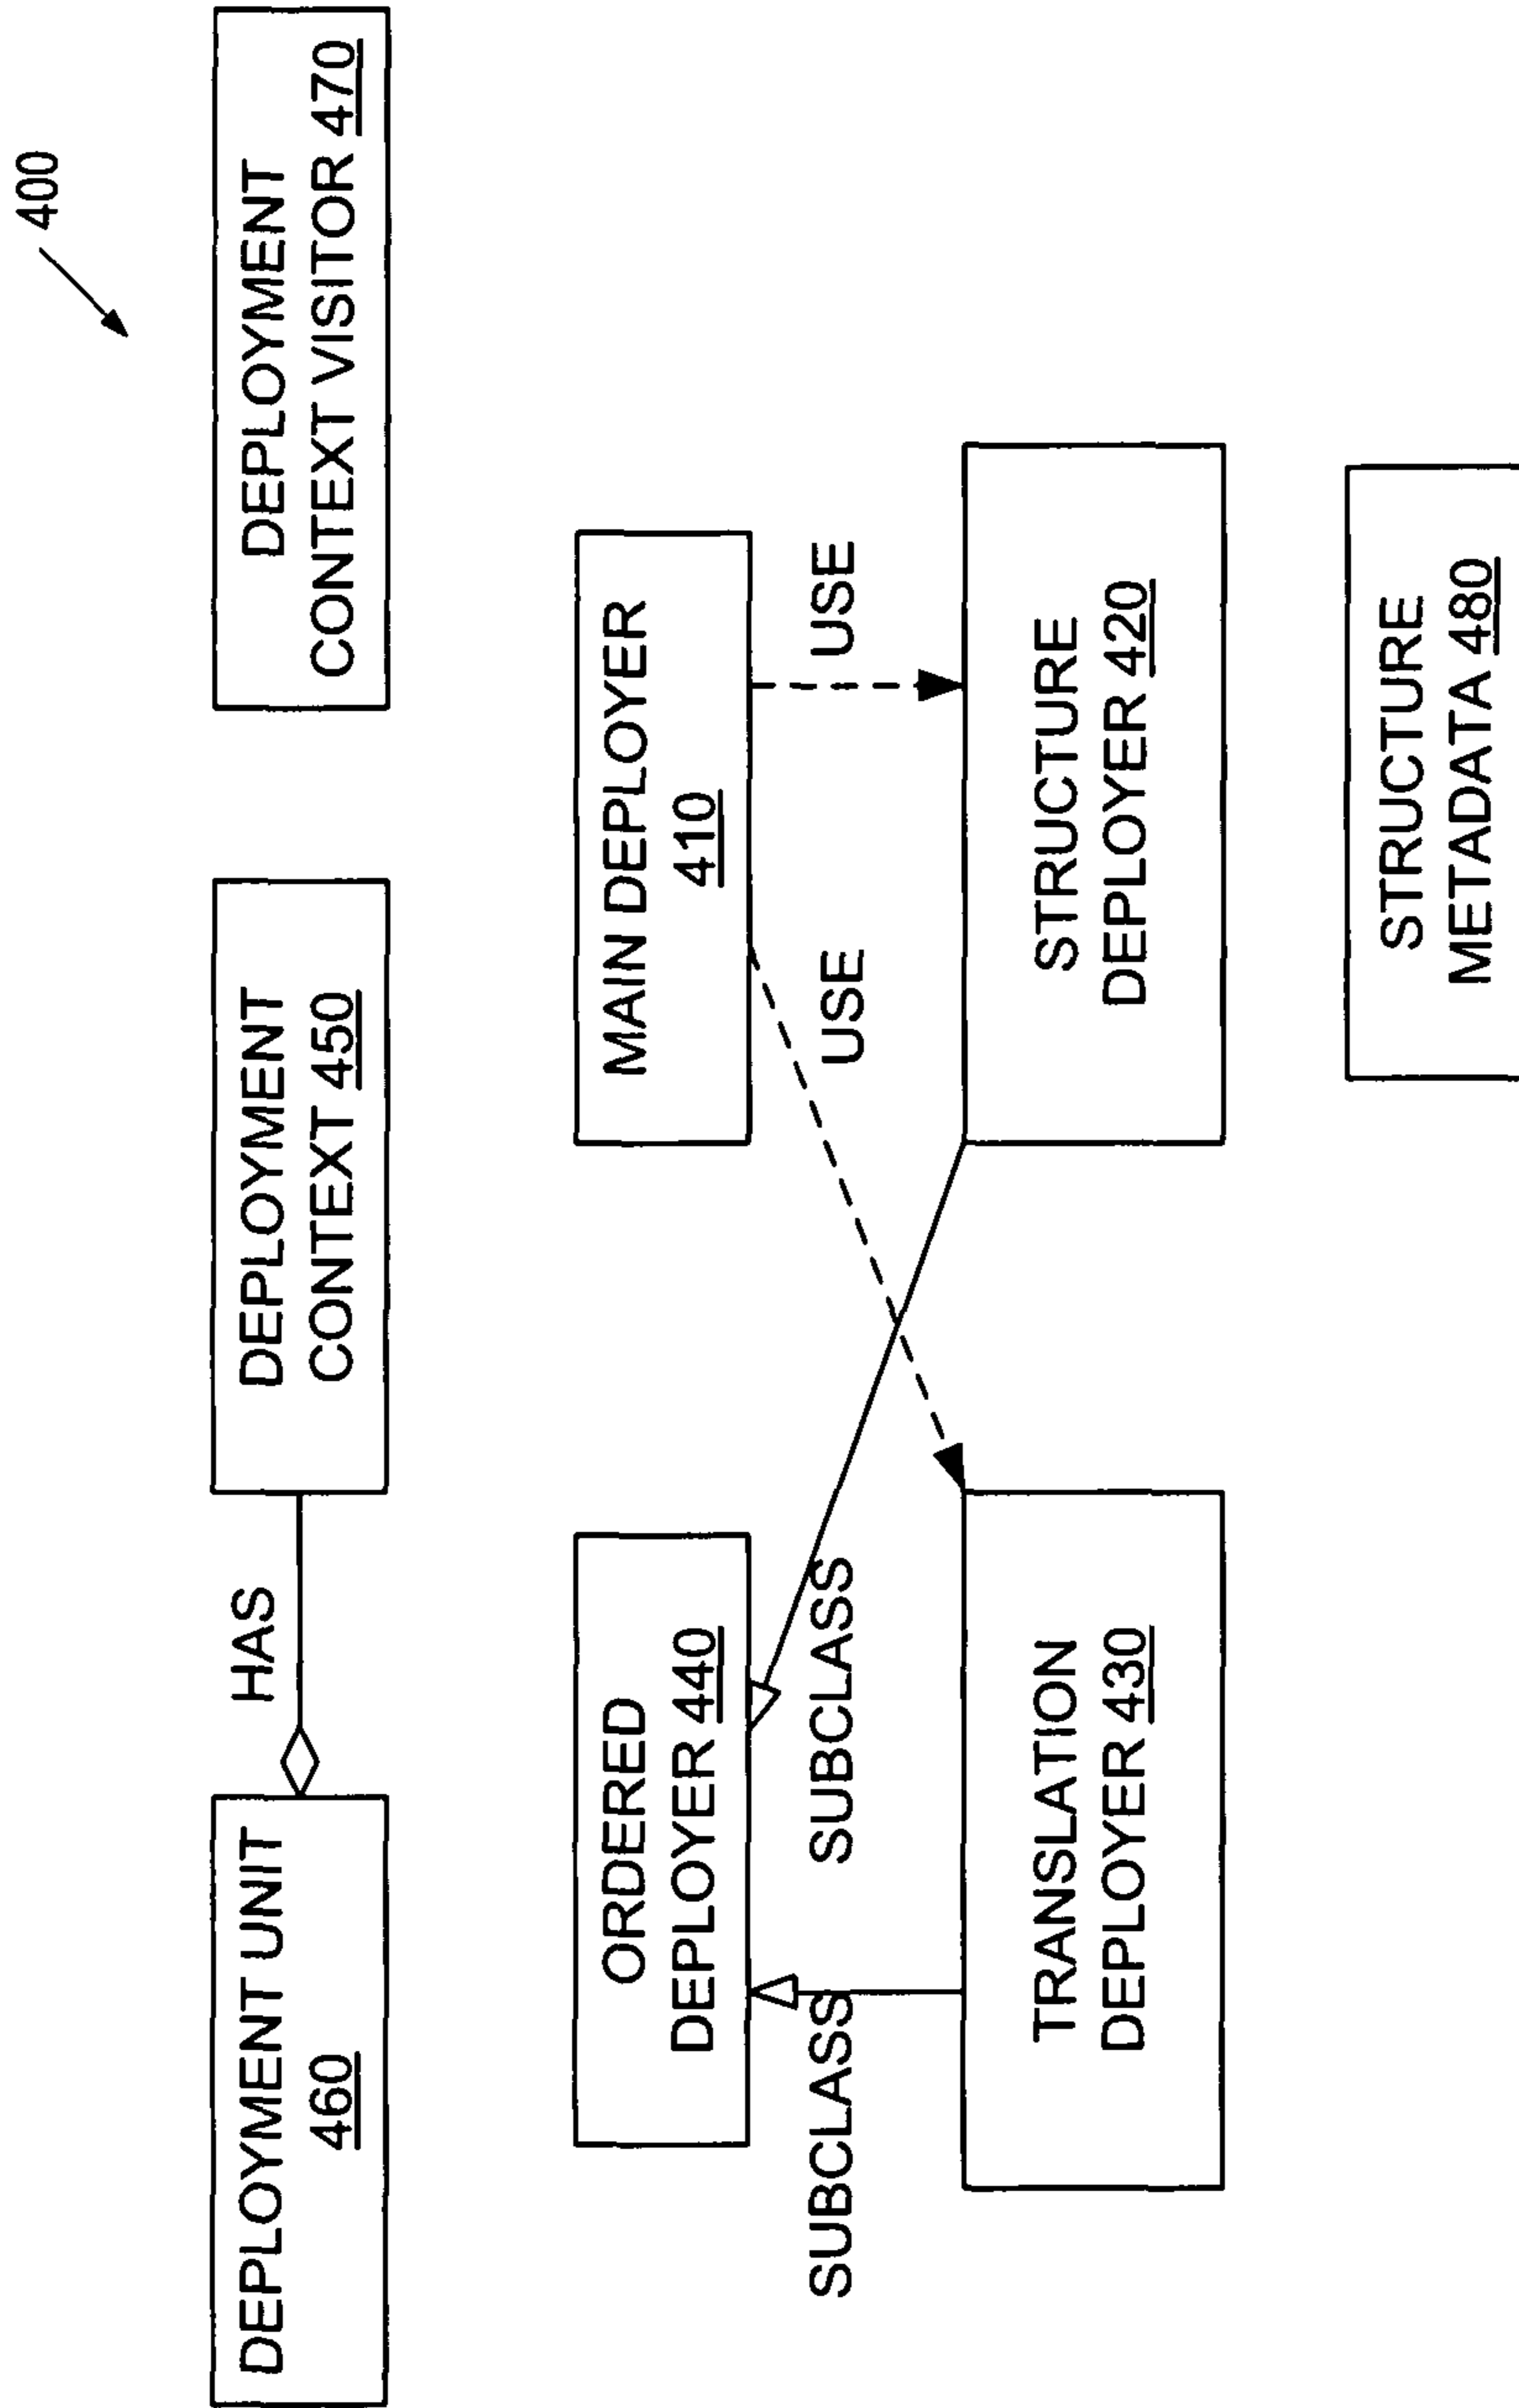 400
DEPLOYMENT UNIT
460
HAS
DEPLOYMENT
CONTEXT 450
DEPLOYMENT
CONTEXT VISITOR 470
ORDERED
DEPLOYER 440
MAIN DEPLOYER
410
SUBCLASS
SUBCLASS
USE
USE
TRANSLATION
DEPLOYER 430
STRUCTURE
DEPLOYER 420
STRUCTURE
METADATA 480